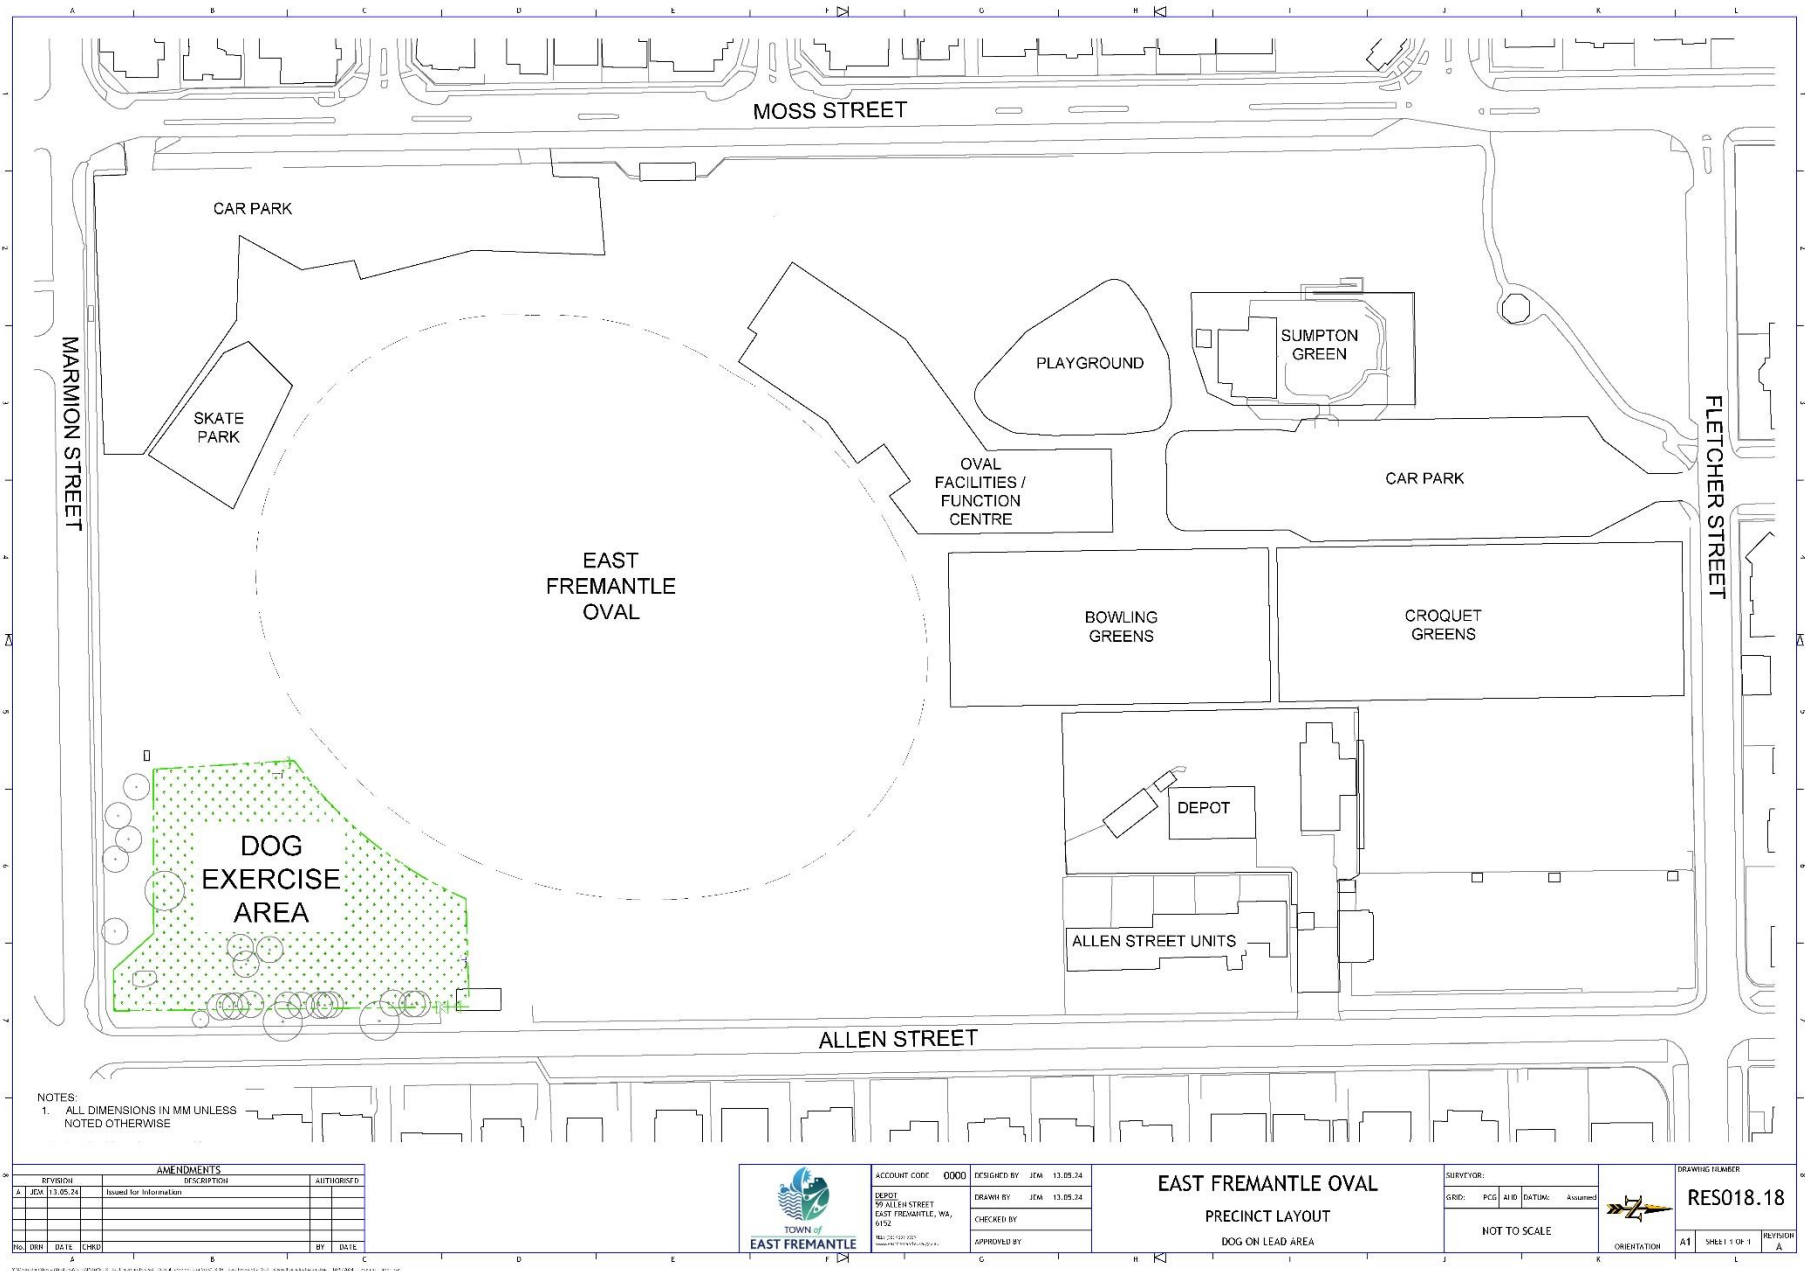 A B C D E F G H I J K L
MOSS STREET
CAR PARK
MARMION STREET
SKATE
PARK
PLAYGROUND
SUMPTON
GREEN
FLETCHER STREET
OVAL
FACILITIES /
FUNCTION
CENTRE
CAR PARK
EAST
FREMANTLE
OVAL
BOWLING
GREENS
CROQUET
GREENS
DEPOT
DOG
EXERCISE
AREA
ALLEN STREET UNITS
ALLEN STREET
NOTES:
1. ALL DIMENSIONS IN MM UNLESS
NOTED OTHERWISE
AMENDMENTS
REVISION DESCRIPTION AUTHORISED
A JEM 13.05.24 Issued for Information
No. DRN DATE CHKD BY DATE
TOWN of
EAST FREMANTLE
ACCOUNT CODE 0000
DEPOT
59 ALLEN STREET
EAST FREMANTLE, WA,
6152
DESIGNED BY JEM 13.05.24
DRAWN BY JEM 13.05.24
CHECKED BY
APPROVED BY
EAST FREMANTLE OVAL
PRECINCT LAYOUT
DOG ON LEAD AREA
SURVEYOR:
GRID: PCG AHD DATUM: Assumed
NOT TO SCALE
Z
ORIENTATION
DRAWING NUMBER
RES018.18
A1 SHEET 1 OF 1 REVISION
A
A B C D E F G H I J K L